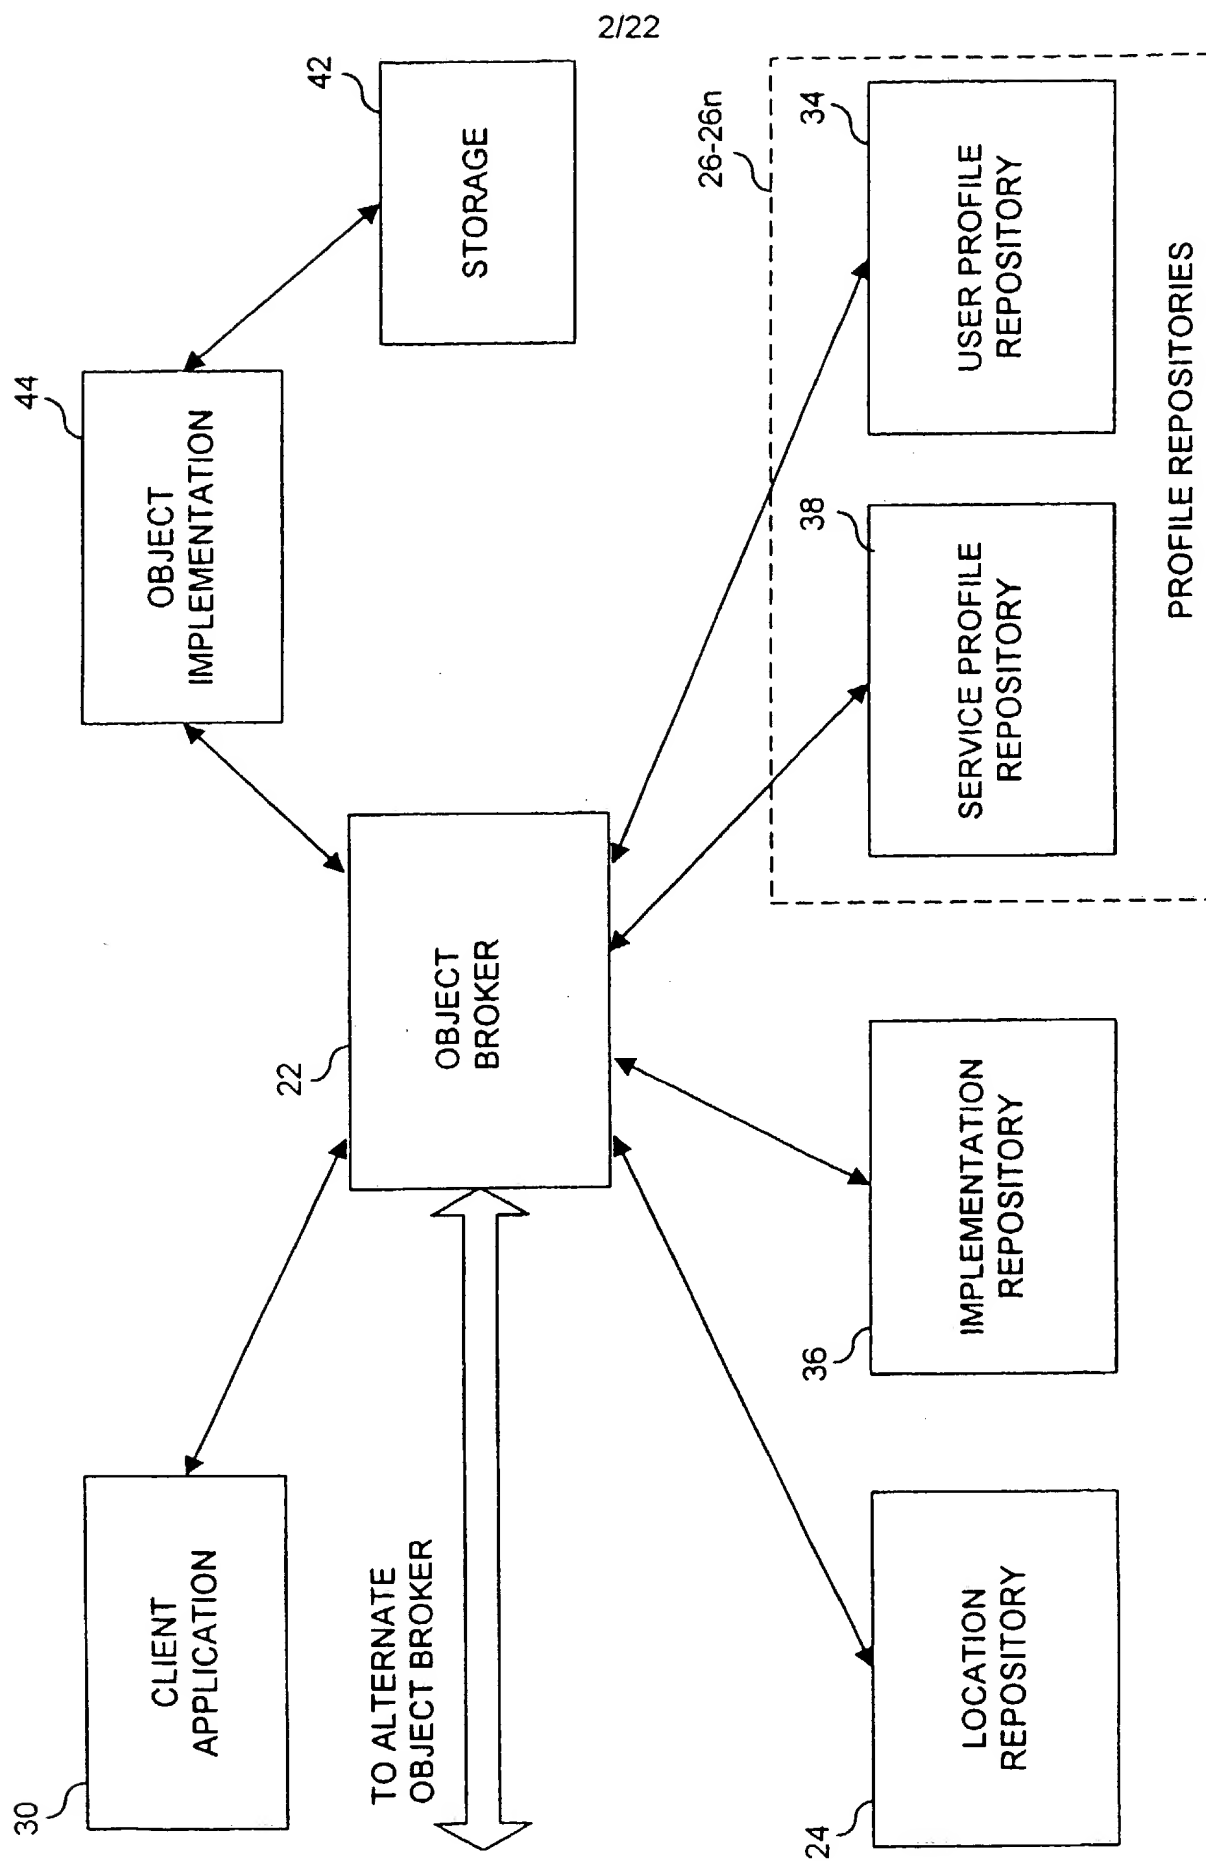 2/22
30
CLIENT
APPLICATION
44
OBJECT
IMPLEMENTATION
42
STORAGE
TO ALTERNATE
OBJECT BROKER
22
OBJECT
BROKER
24
LOCATION
REPOSITORY
36
IMPLEMENTATION
REPOSITORY
26-26n
38
SERVICE PROFILE
REPOSITORY
34
USER PROFILE
REPOSITORY
PROFILE REPOSITORIES